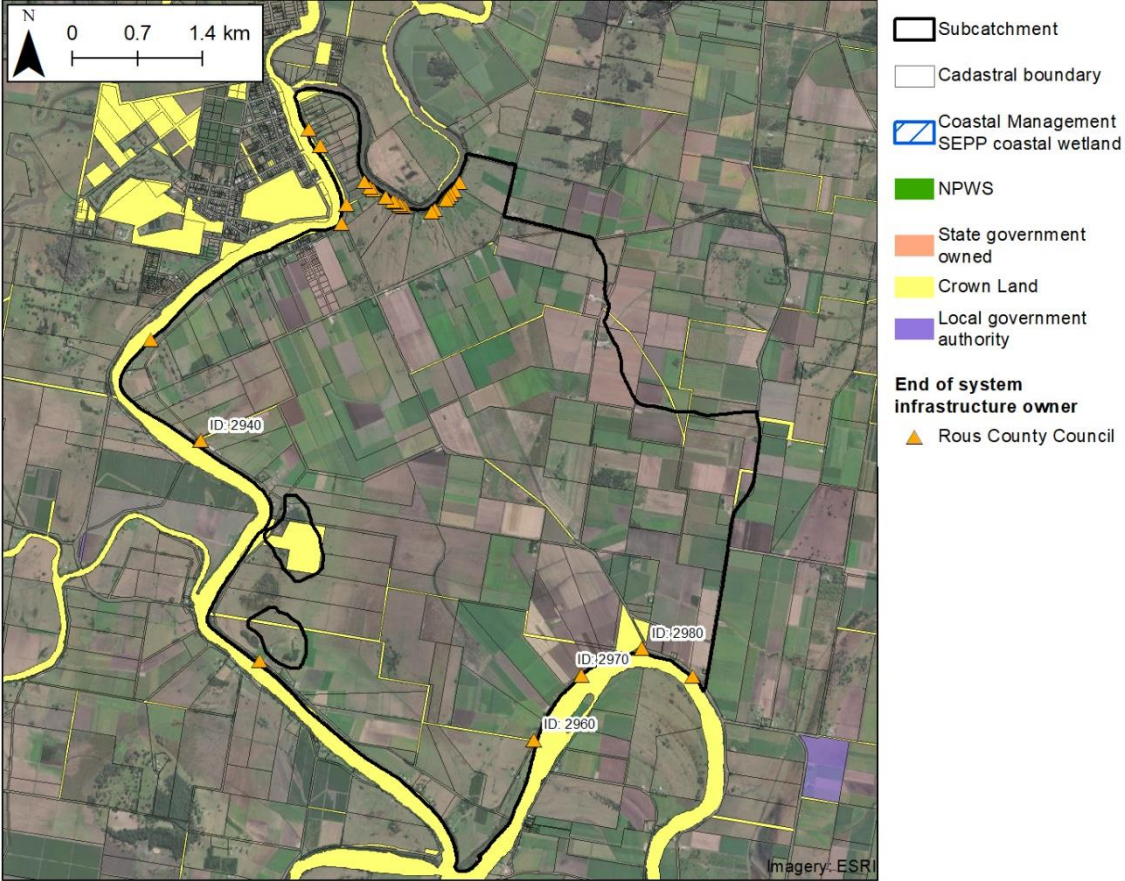 N
0 0.7 1.4 km
ID: 2940
ID: 2980
ID: 2970
ID: 2960
Imagery: ESRI
Subcatchment
Cadastral boundary
Coastal Management
SEPP coastal wetland
NPWS
State government
owned
Crown Land
Local government
authority
End of system
infrastructure owner
Rous County Council